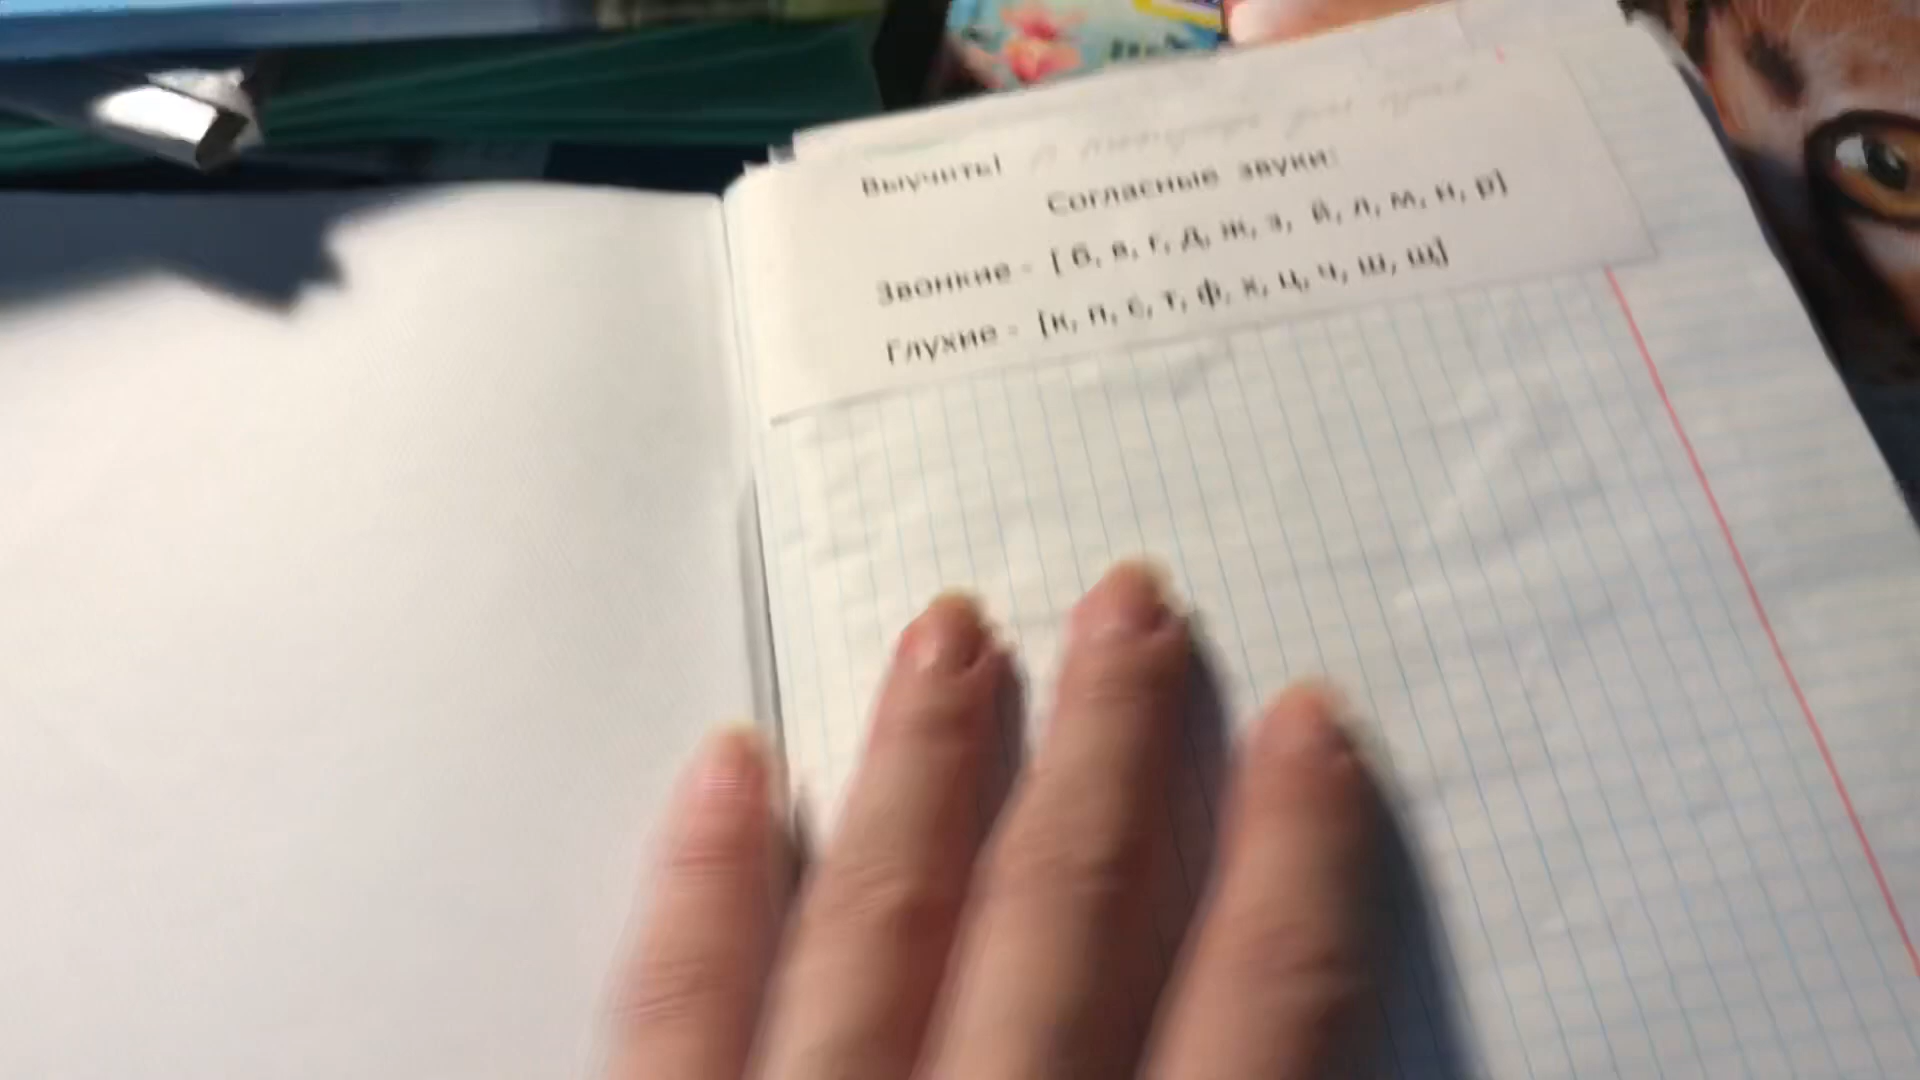 Выучить!
Согласные звуки:
Звонкие - [ б, в, г, д, ж, з, й, л, м, н, р]
Глухие - [к, п, с, т, ф, х, ц, ч, ш, щ]